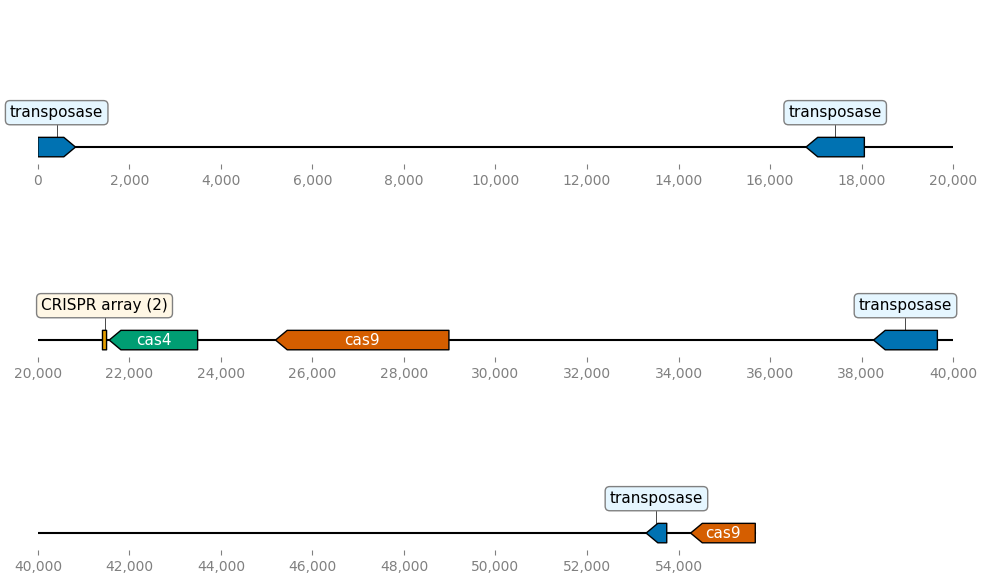 transposase transposase
0 2,000 4,000 6,000 8,000 10,000 12,000 14,000 16,000 18,000 20,000
CRISPR array (2) transposase
cas4 cas9
20,000 22,000 24,000 26,000 28,000 30,000 32,000 34,000 36,000 38,000 40,000
transposase
cas9
40,000 42,000 44,000 46,000 48,000 50,000 52,000 54,000